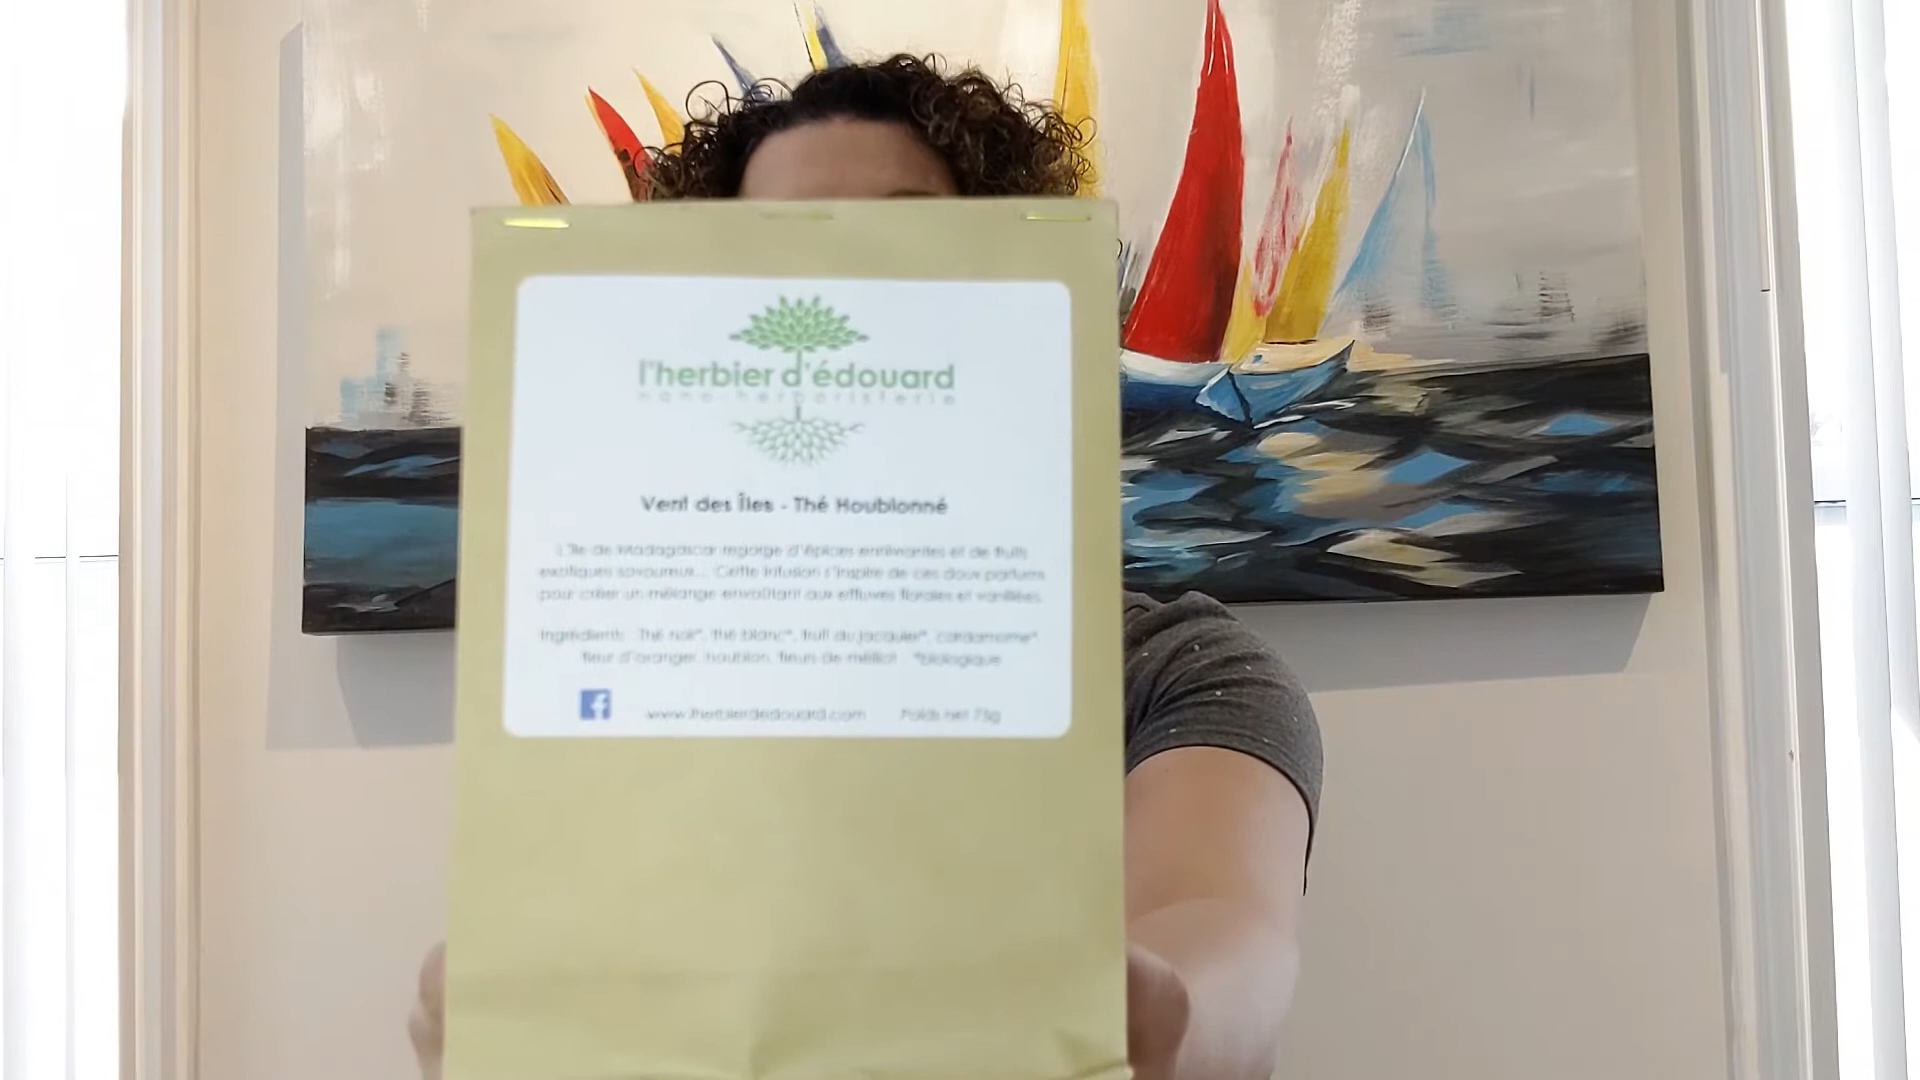 l'herbier d'édouard
nano-herboristerie
Vent des Îles - Thé Houblonné
L'île de Madagascar regorge d'épices enivrantes et de fruits
exotiques savoureux... Cette infusion s'inspire de ces doux parfums
pour créer un mélange envoûtant aux effluves florales et vanillées.
Ingrédients: Thé noir*, thé blanc*, fruit du jacquier*, cardamome*
fleur d'oranger, houblon, fleurs de mélilot *biologique
www.lherbierdedouard.com Poids net 75g